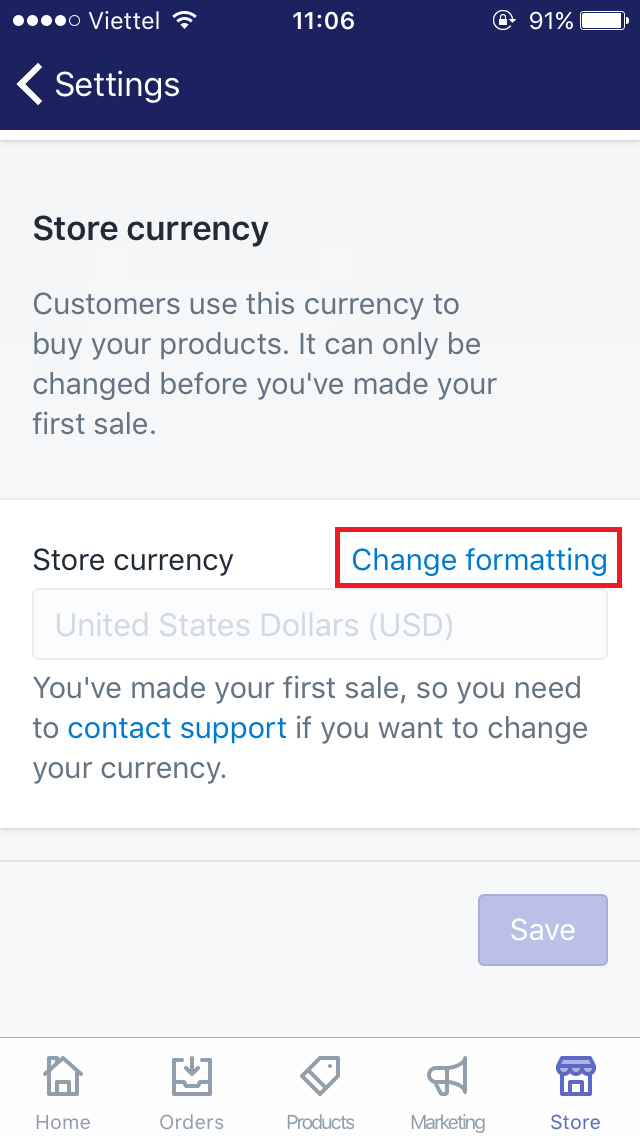 Viettel 11:06 91%
Settings
Store currency
Customers use this currency to
buy your products. It can only be
changed before you've made your
first sale.
Store currency Change formatting
United States Dollars (USD)
You've made your first sale, so you need
to contact support if you want to change
your currency.
Save
Home Orders Products Marketing Store